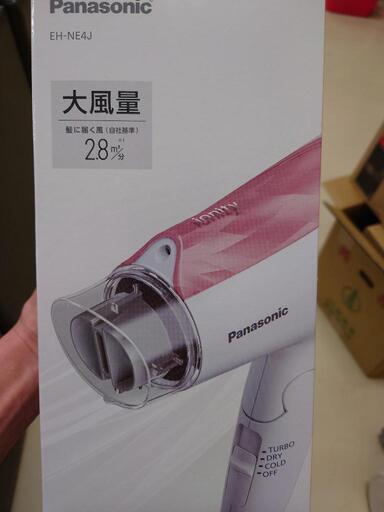 Panasonic
EH-NE4J
大風量
髪に届く風（自社基準）
2.8㎥/分
ionity
Panasonic
TURBO
DRY
COLD
OFF